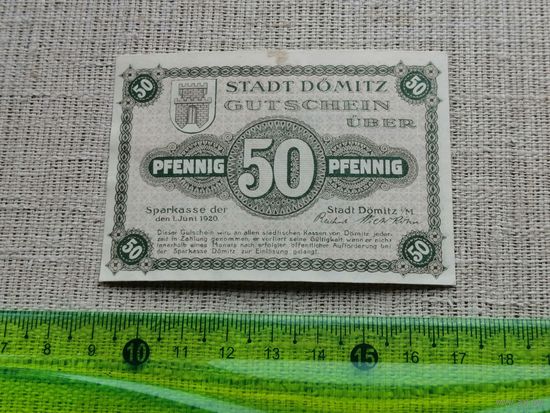 50 STADT DÖMITZ 50
GUTSCHEIN
ÜBER
PFENNIG 50 PFENNIG
Sparkasse der Stadt Dömitz i/M
den 1. Juni 1920.
Dieser Gutschein wird an allen städtischen Kassen von Dömitz jeder-
zeit in Zahlung genommen, er verliert seine Gültigkeit wenn er nicht
innerhalb eines Monats nach erfolgter, öffentlicher Aufforderung bei
der Sparkasse Dömitz zur Einlösung gelangt.
50 50
7 8 9 10 11 12 13 14 15 16 17 18